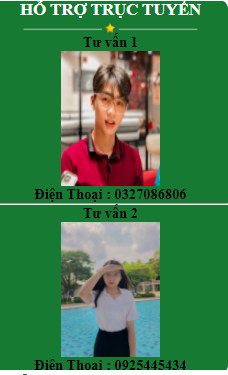 HỖ TRỢ TRỰC TUYẾN
Tư vấn 1
Điện Thoại : 0327086806
Tư vấn 2
Điện Thoại : 0925445434